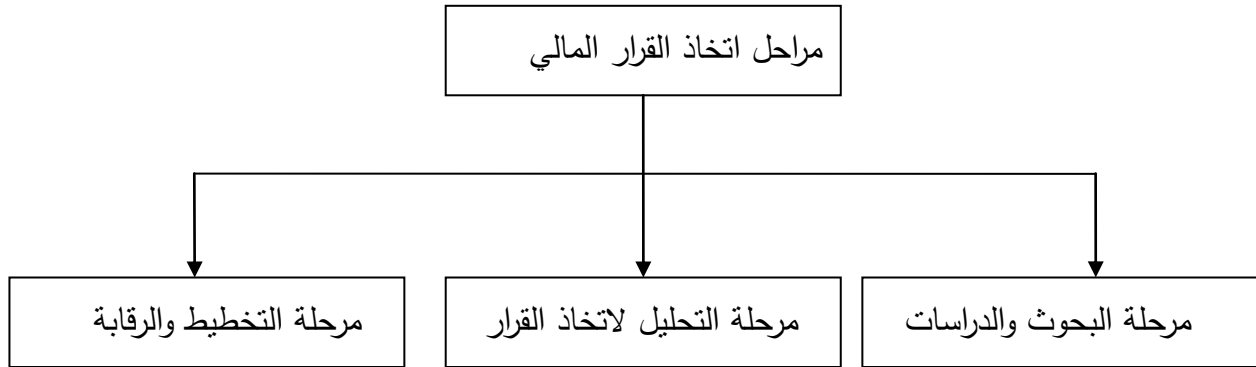 مراحل اتخاذ القرار المالي
مرحلة البحوث والدراسات
مرحلة التحليل لاتخاذ القرار
مرحلة التخطيط والرقابة